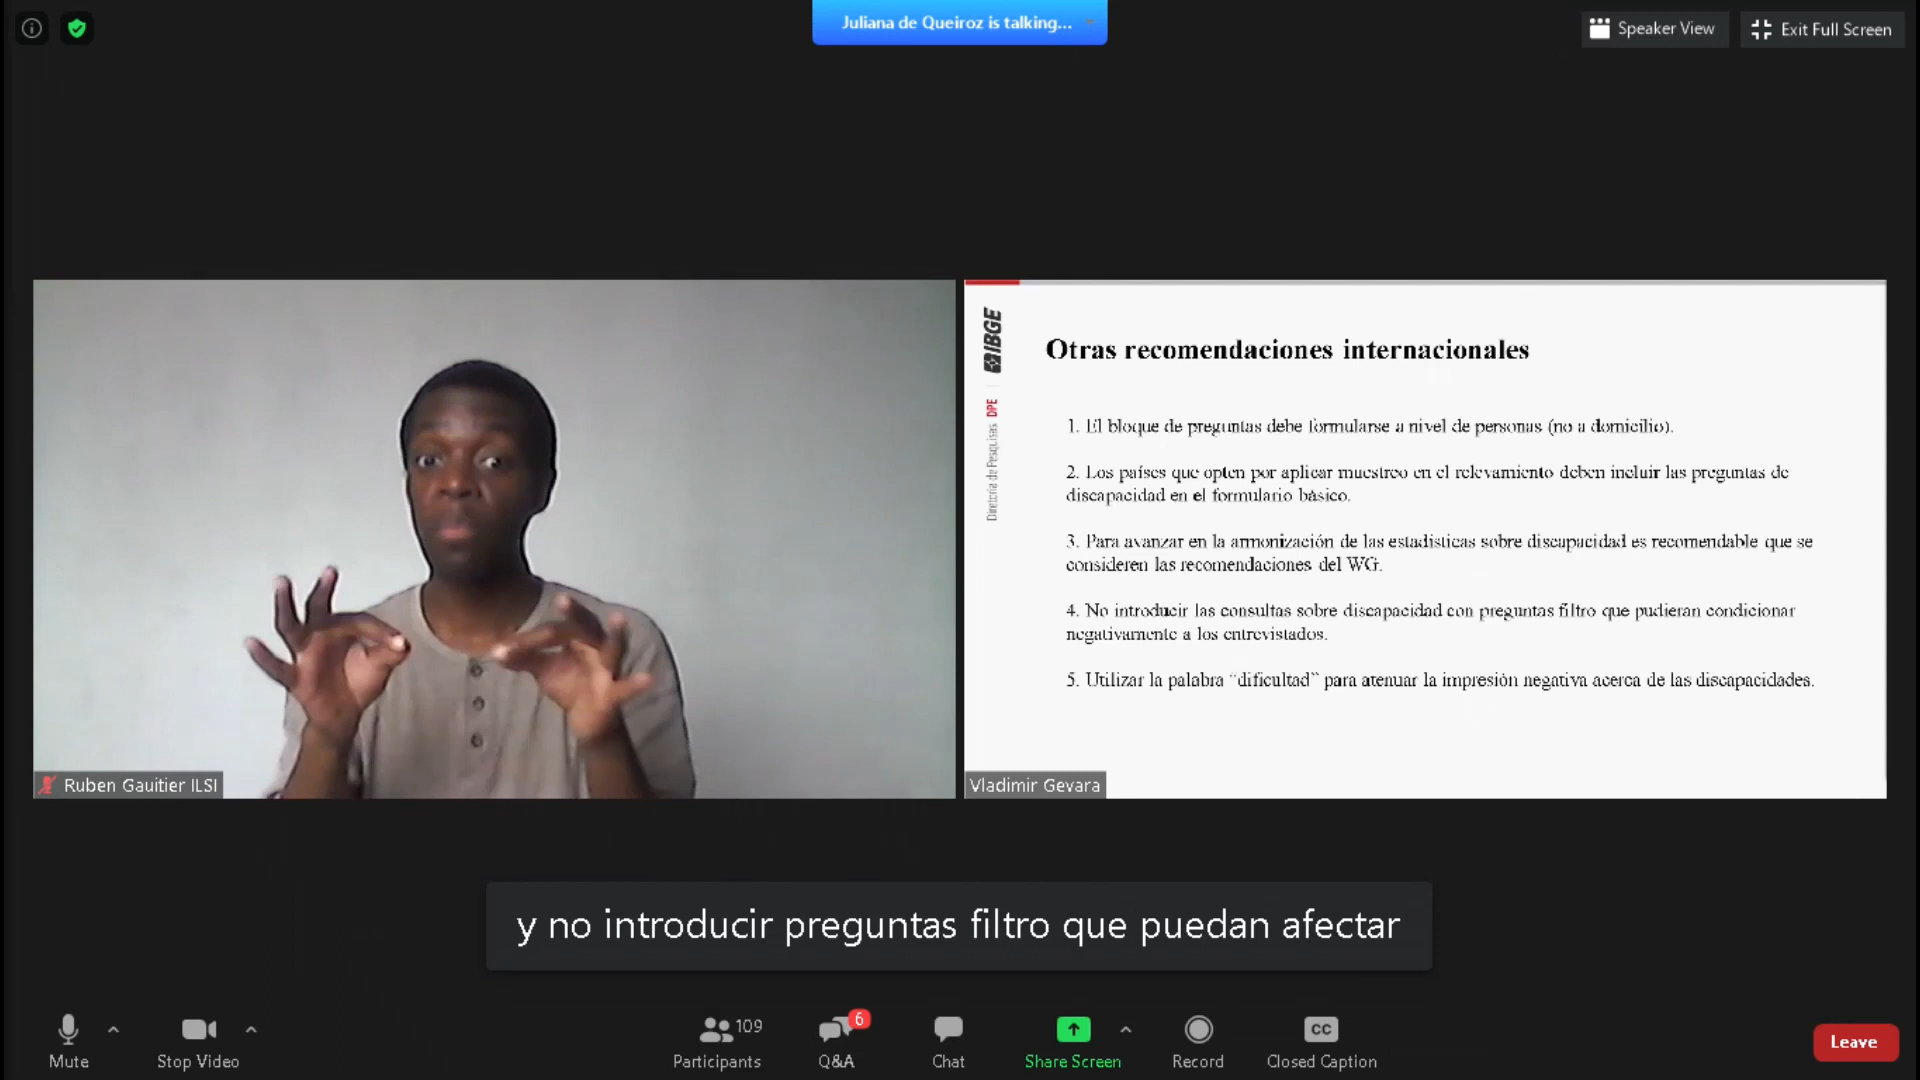 Juliana de Queiroz is talking...
Speaker View
Exit Full Screen
IBGE
Diretoria de Pesquisas DPE
Otras recomendaciones internacionales
1. El bloque de preguntas debe formularse a nivel de personas (no a domicilio).
2. Los países que opten por aplicar muestreo en el relevamiento deben incluir las preguntas de
discapacidad en el formulario básico.
3. Para avanzar en la armonización de las estadísticas sobre discapacidad es recomendable que se
consideren las recomendaciones del WG.
4. No introducir las consultas sobre discapacidad con preguntas filtro que pudieran condicionar
negativamente a los entrevistados.
5. Utilizar la palabra “dificultad” para atenuar la impresión negativa acerca de las discapacidades.
Ruben Gauitier ILSI
Vladimir Gevara
y no introducir preguntas filtro que puedan afectar
Mute
Stop Video
109
Participants
6
Q&A
Chat
Share Screen
Record
CC
Closed Caption
Leave